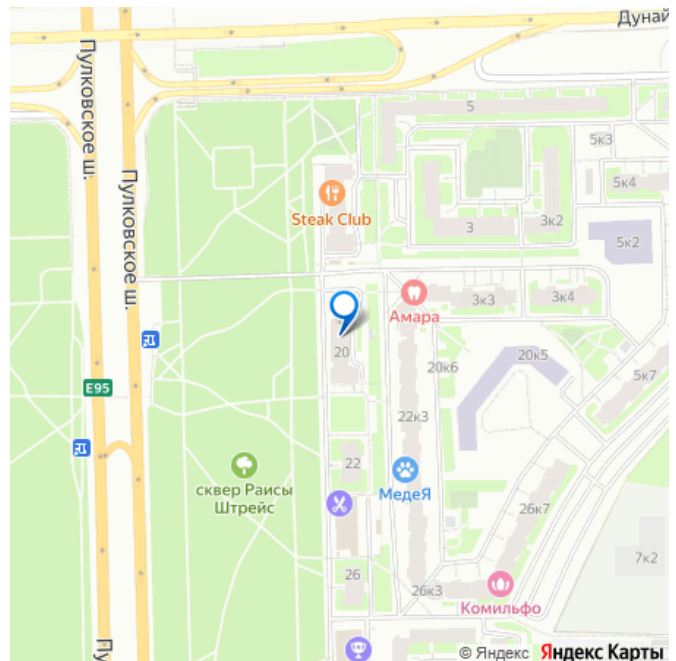 Дунай
Пулковское ш.
Пулковское ш.
5
5к3
5к4
Steak Club
3
3к2
5к2
Амара
3к3
3к4
20
20к6
20к5
5к7
E95
22к3
22
МедеЯ
сквер Раисы
Штрейс
26к7
26
26к3
7к2
Комильфо
Пу
© Яндекс Яндекс Карты